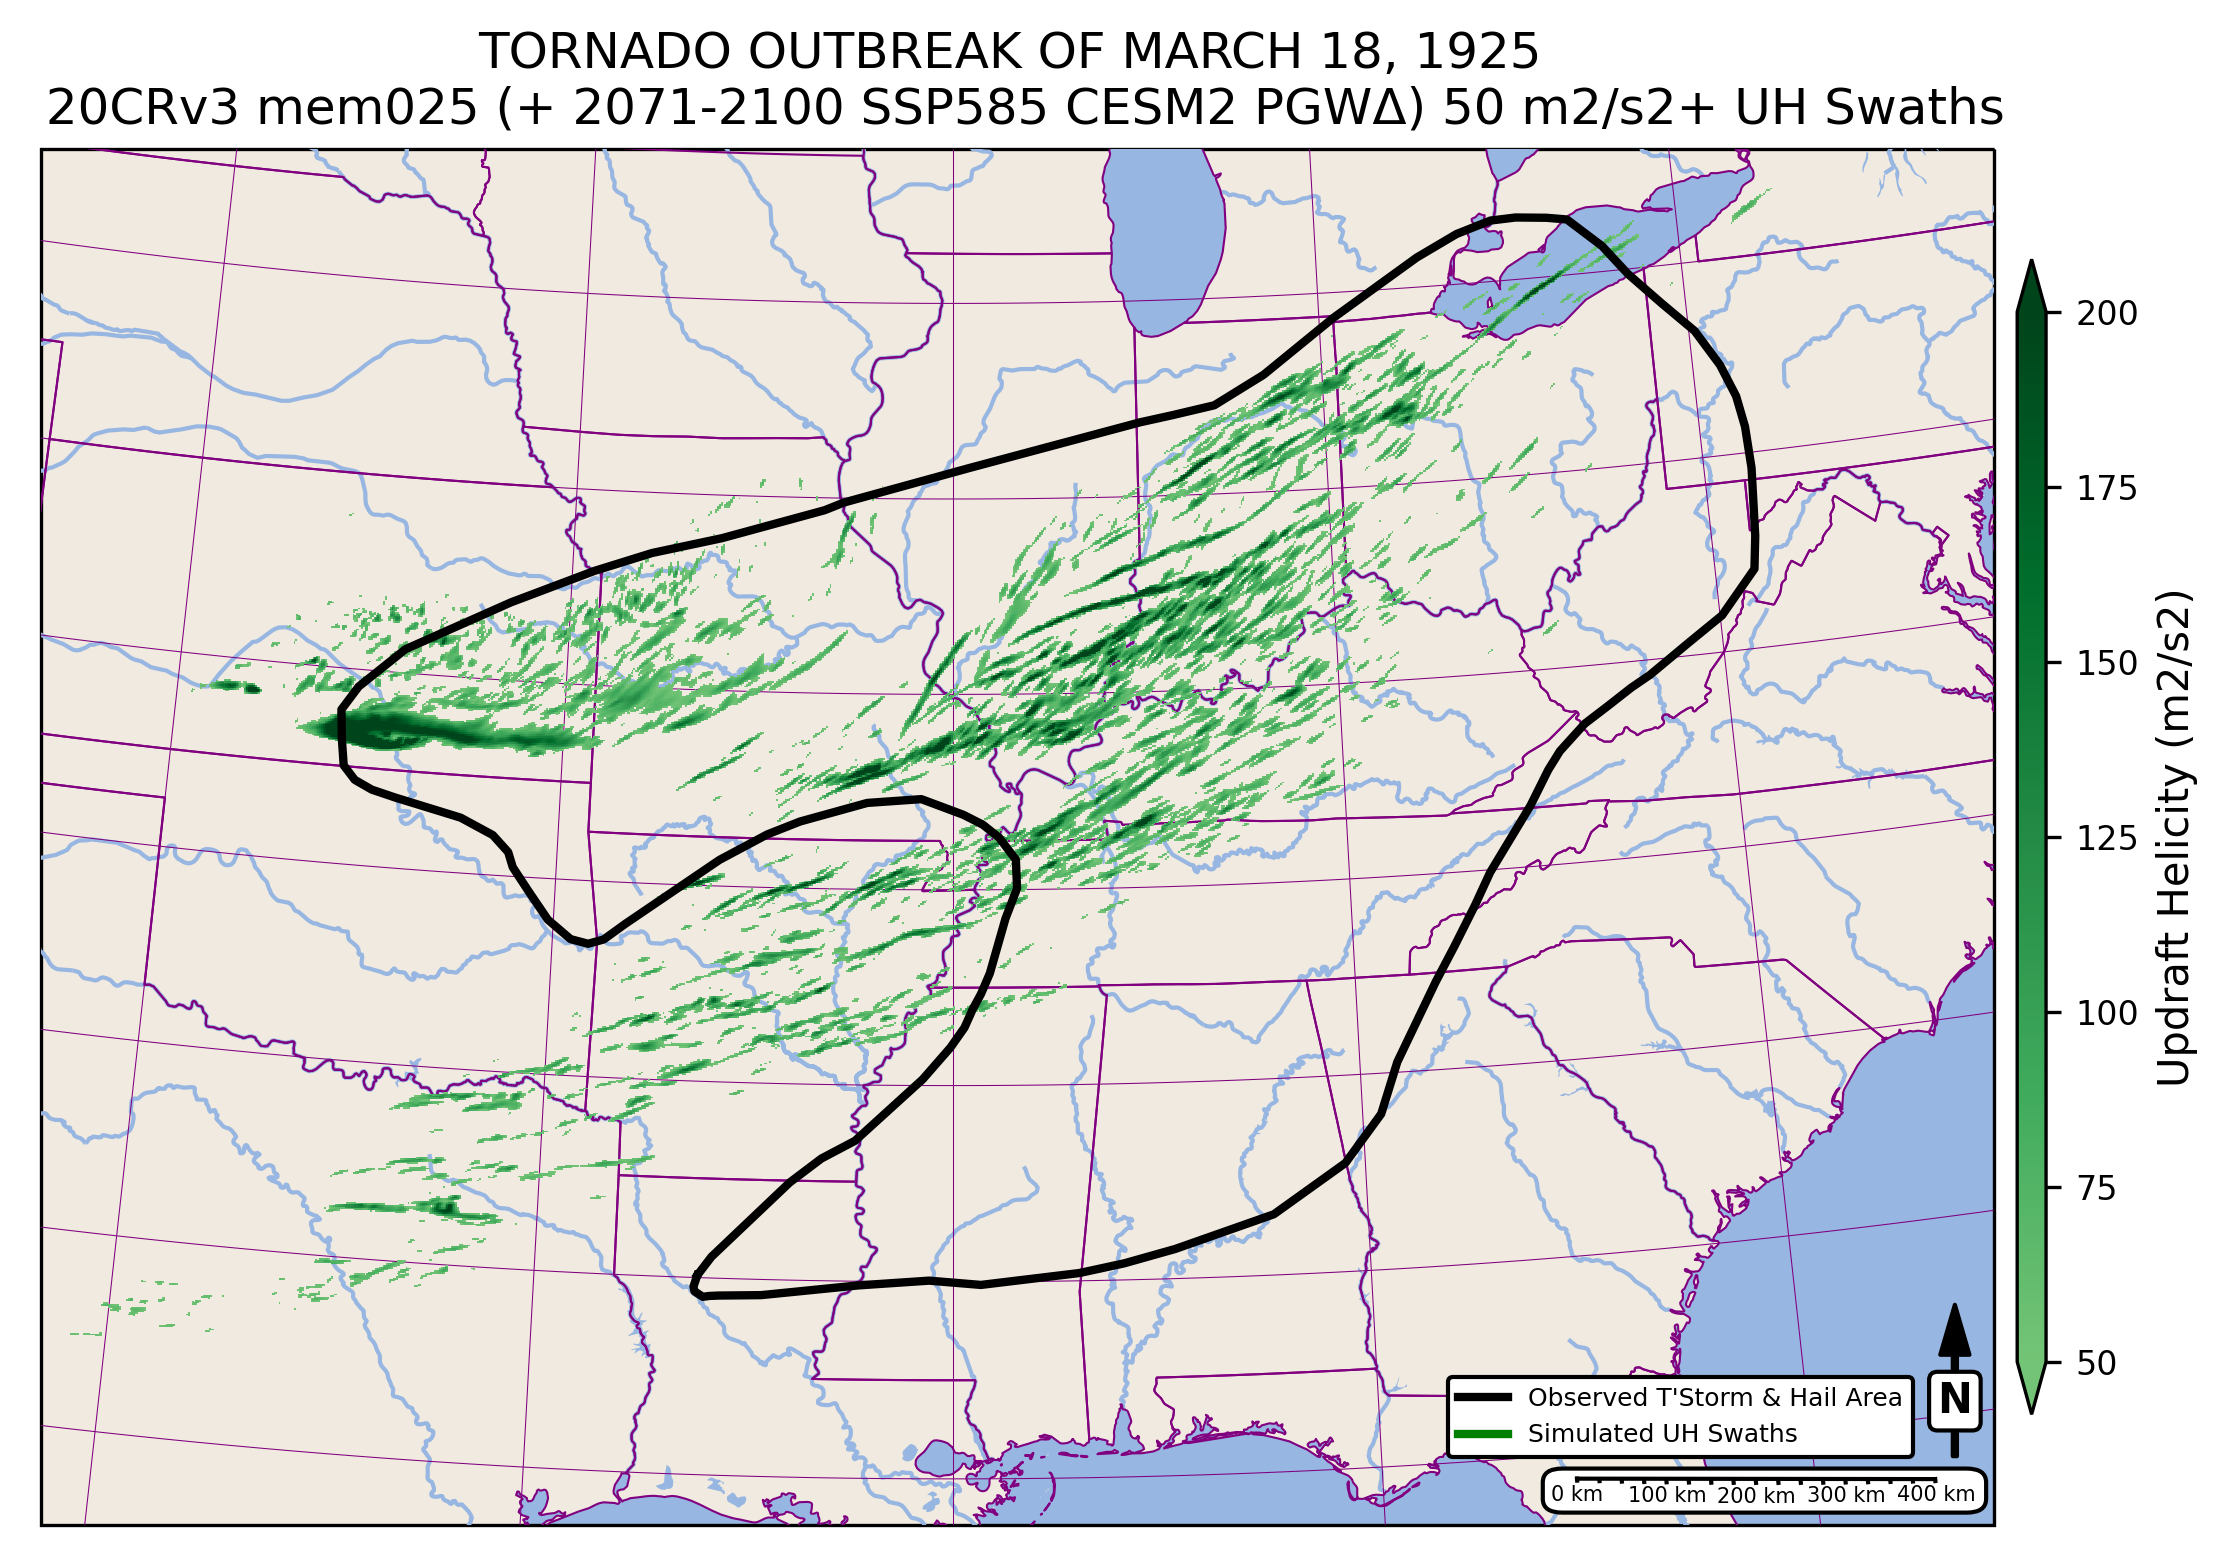 TORNADO OUTBREAK OF MARCH 18, 1925
20CRv3 mem025 (+ 2071-2100 SSP585 CESM2 PGWΔ) 50 m2/s2+ UH Swaths
200
175
150
125
100
75
50
Updraft Helicity (m2/s2)
Observed T'Storm & Hail Area
Simulated UH Swaths
N
0 km 100 km 200 km 300 km 400 km